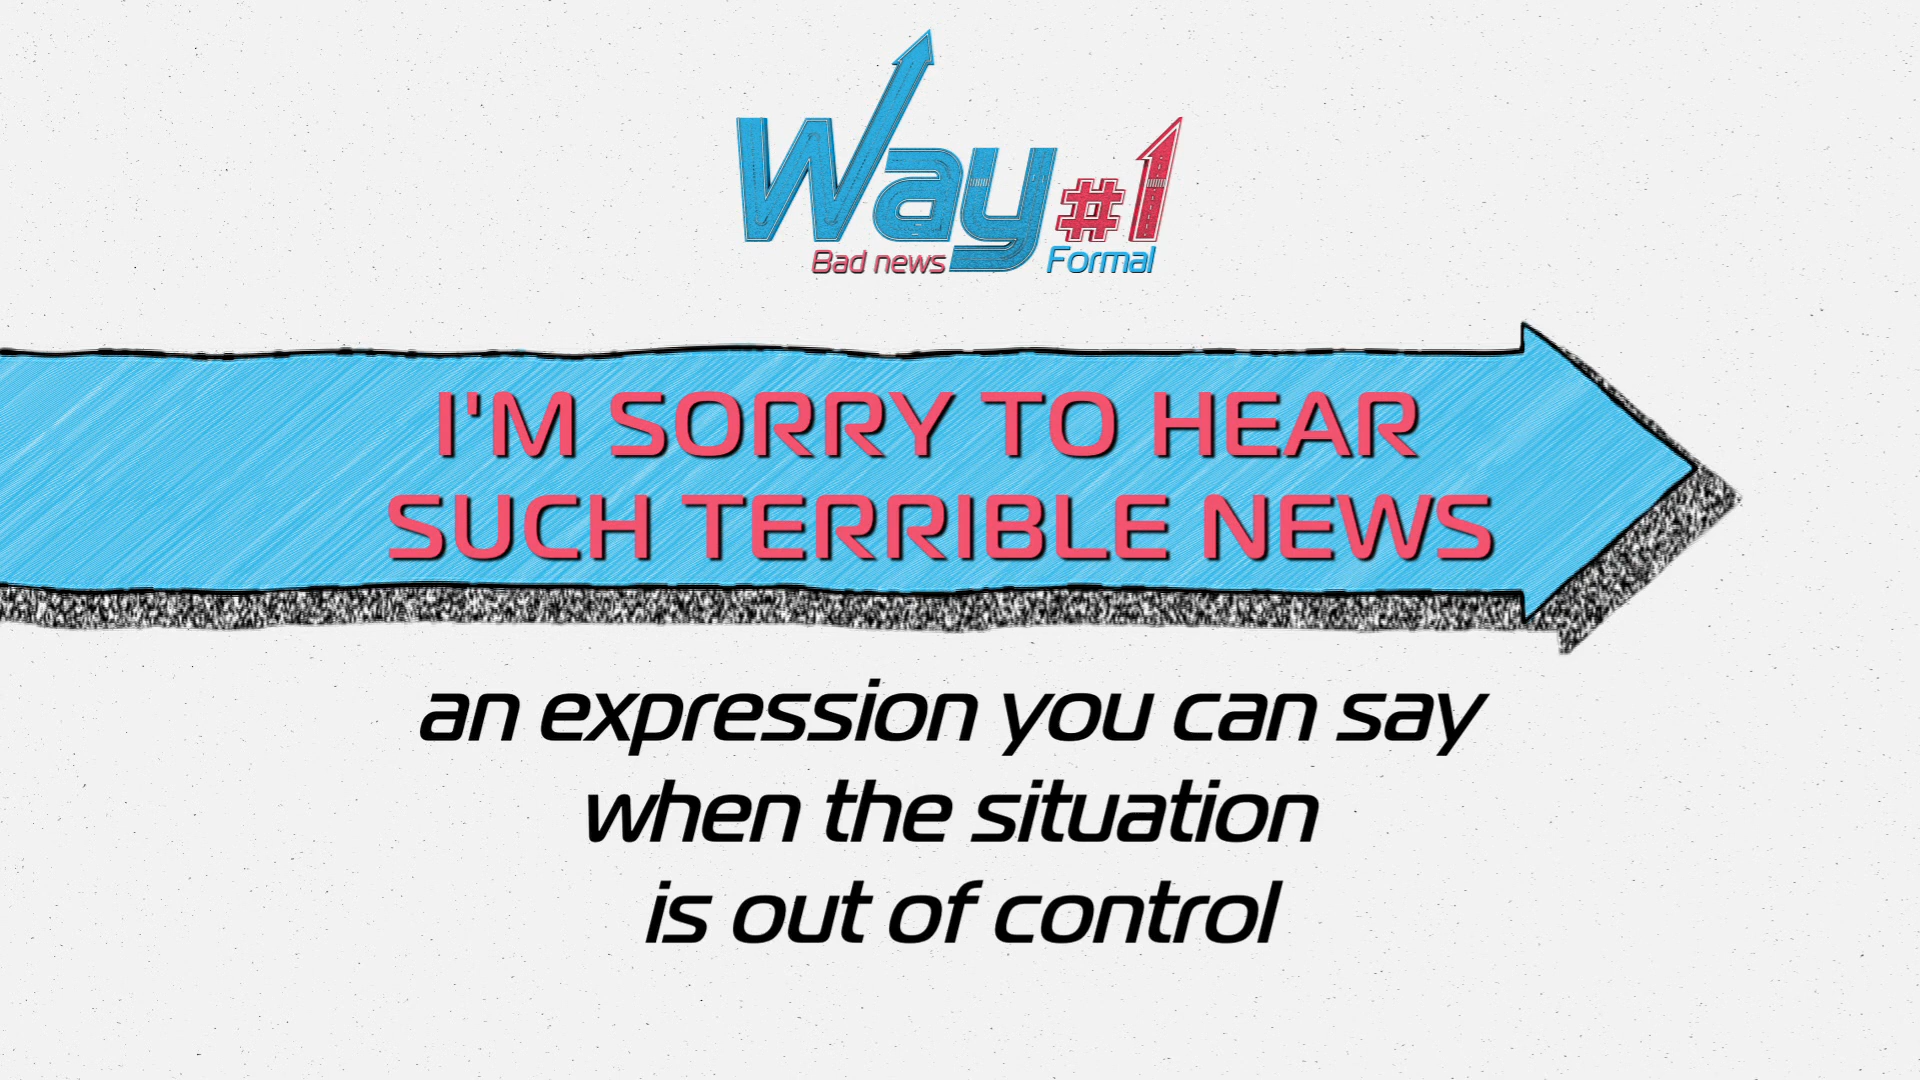 Way #1
Bad news Formal
I'M SORRY TO HEAR
SUCH TERRIBLE NEWS
an expression you can say
when the situation
is out of control